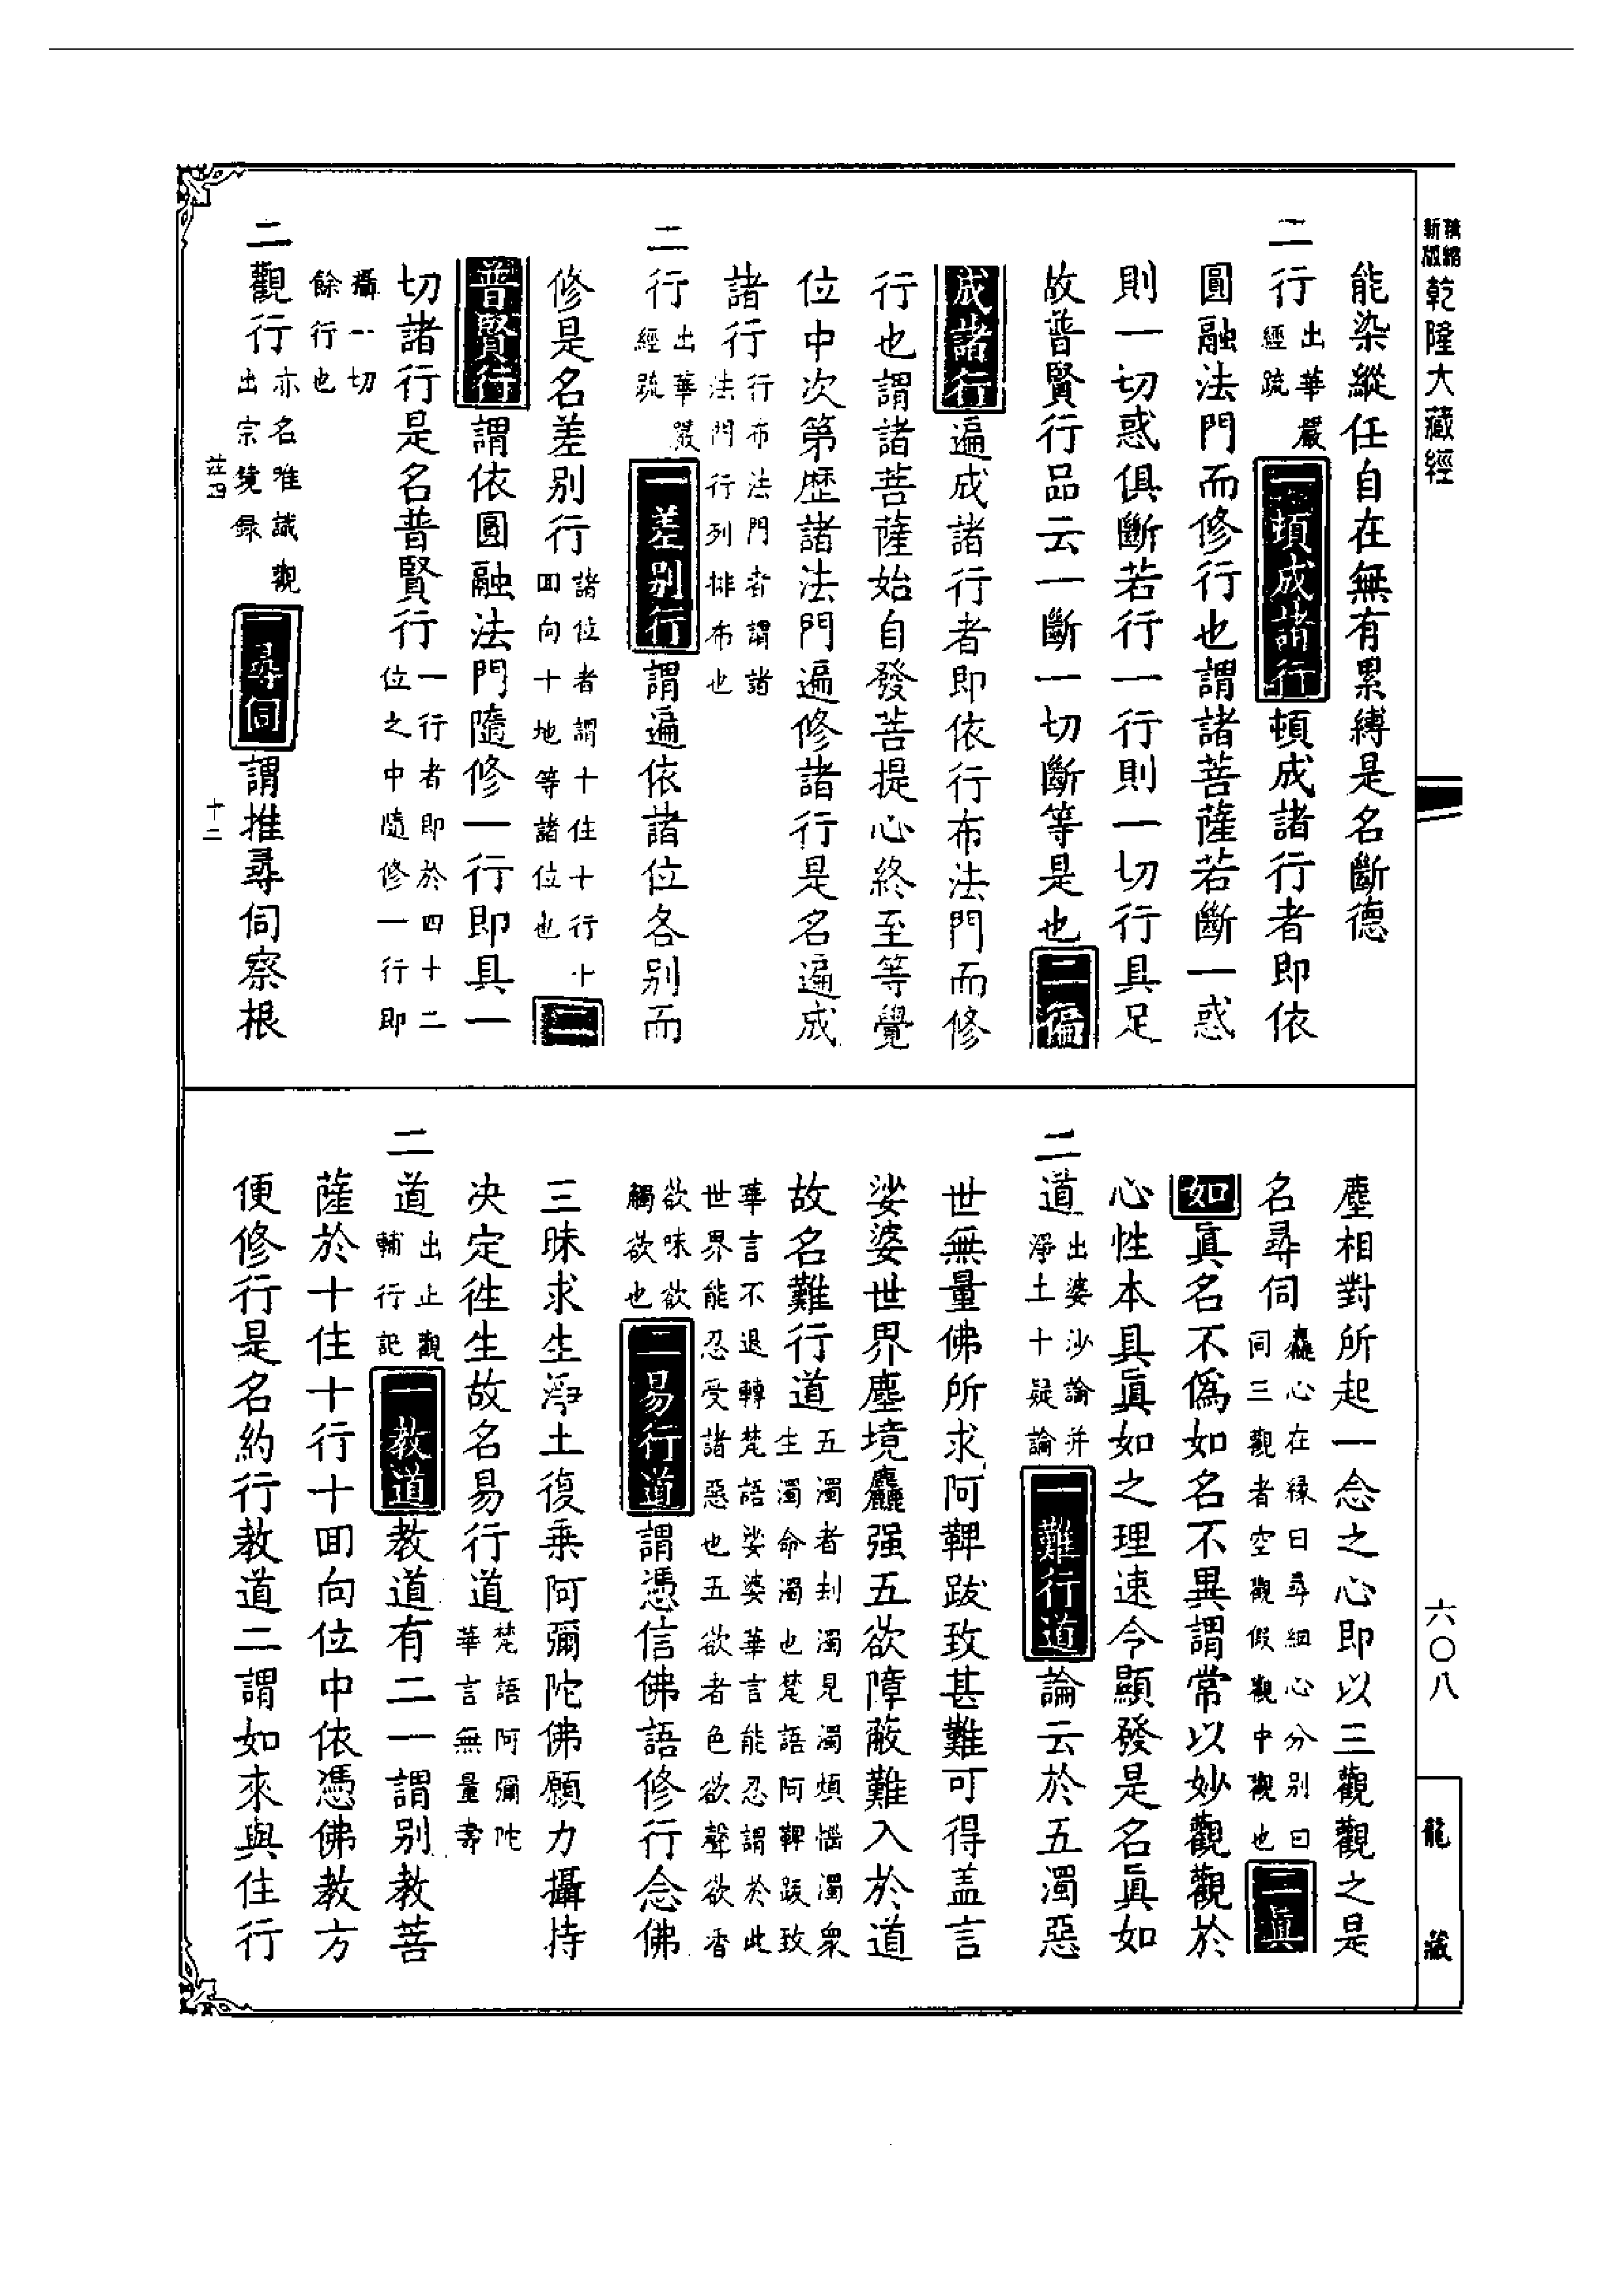 新版精縮乾隆大藏經
六〇八
龍藏
能染縱任自在無有累縛是名斷德
二行出華嚴經䟽一頓成諸行頓成諸行者即依
圓融法門而修行也謂諸菩薩若斷一惑
則一切惑俱斷若行一行則一切行具足
故普賢行品云一斷一切斷等是也二徧
成諸行遍成諸行者即依行布法門而修
行也謂諸菩薩始自發菩提心終至等覺
位中次第歷諸法門遍修諸行是名遍成
諸行行布法門者謂諸法門行列排布也
二行出華嚴經䟽一差別行謂遍依諸位各別而
修是名差別行諸位者謂十住十行十回向十地等諸位也二
普賢行謂依圓融法門隨修一行即具一
切諸行是名普賢行一行者即於四十二位之中隨修一行即
攝一切餘行也
二觀行亦名唯識觀出宗鏡録一尋伺謂推尋伺察根
十二
塵相對所起一念之心即以三觀觀之是
名尋伺麤心在緣曰尋細心分別曰伺三觀者空觀假觀中觀也二眞
如眞名不僞如名不異謂常以妙觀觀於
心性本具眞如之理速令顯發是名眞如
二道出婆沙論并淨土十疑論一難行道論云於五濁惡
世無量佛所求阿鞞跋致甚難可得盖言
娑婆世界塵境麤强五欲障蔽難入於道
故名難行道五濁者刦濁見濁煩惱濁衆生濁命濁也梵語阿鞞跋致
華言不退轉梵語娑婆華言能忍謂於此世界能忍受諸惡也五欲者色欲聲欲香
欲味欲觸欲也二易行道謂憑信佛語修行念佛
三昧求生淨土復乘阿彌陀佛願力攝持
決定徃生故名易行道梵語阿彌陀華言無量壽
二道出止觀輔行記一教道教道有二一謂別教菩
薩於十住十行十回向位中依憑佛教方
便修行是名約行教道二謂如來與住行